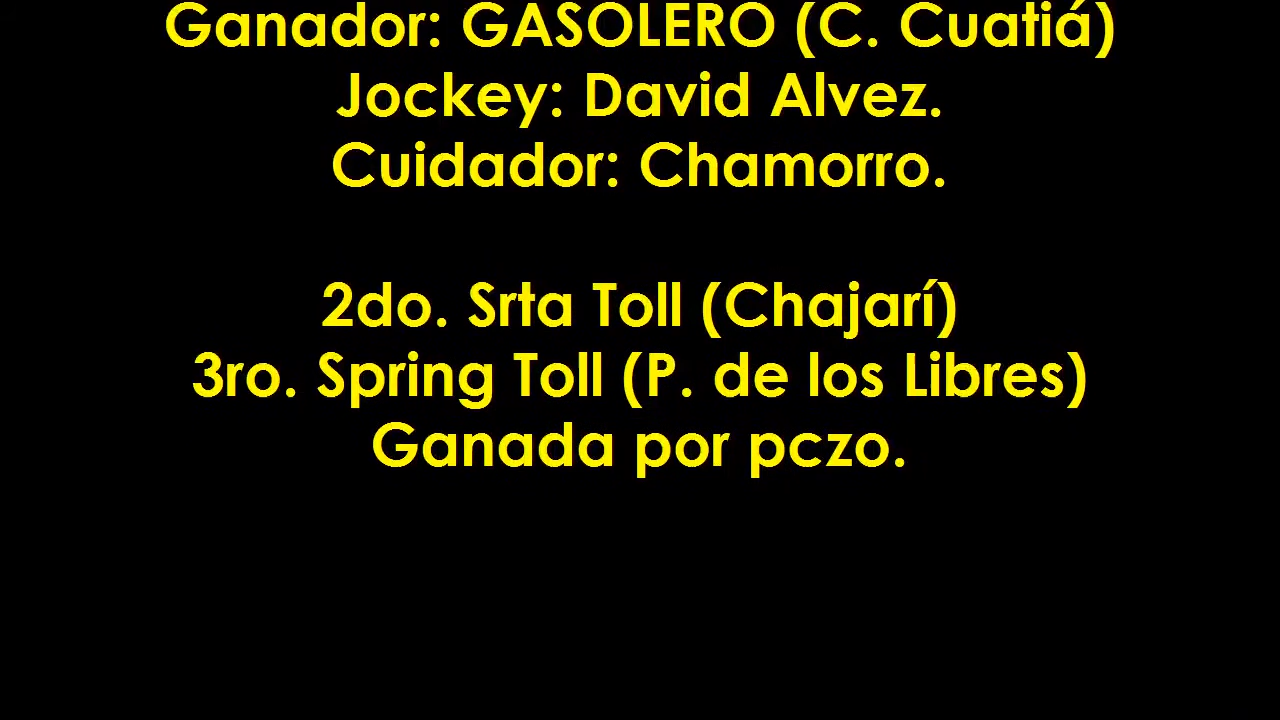 Ganador: GASOLERO (C. Cuatiá)
Jockey: David Alvez.
Cuidador: Chamorro.
2do. Srta Toll (Chajarí)
3ro. Spring Toll (P. de los Libres)
Ganada por pczo.